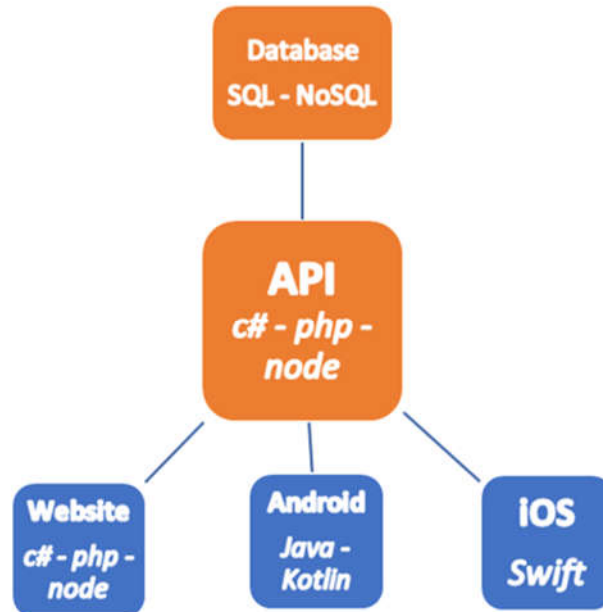 Database
SQL - NoSQL
API
c# - php -
node
Website
c# - php -
node
Android
Java -
Kotlin
iOS
Swift